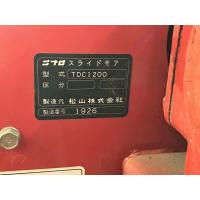 ニプロ スライドモア
型式 TDC1200
区分
製造元 松山株式会社
製造番号 1926